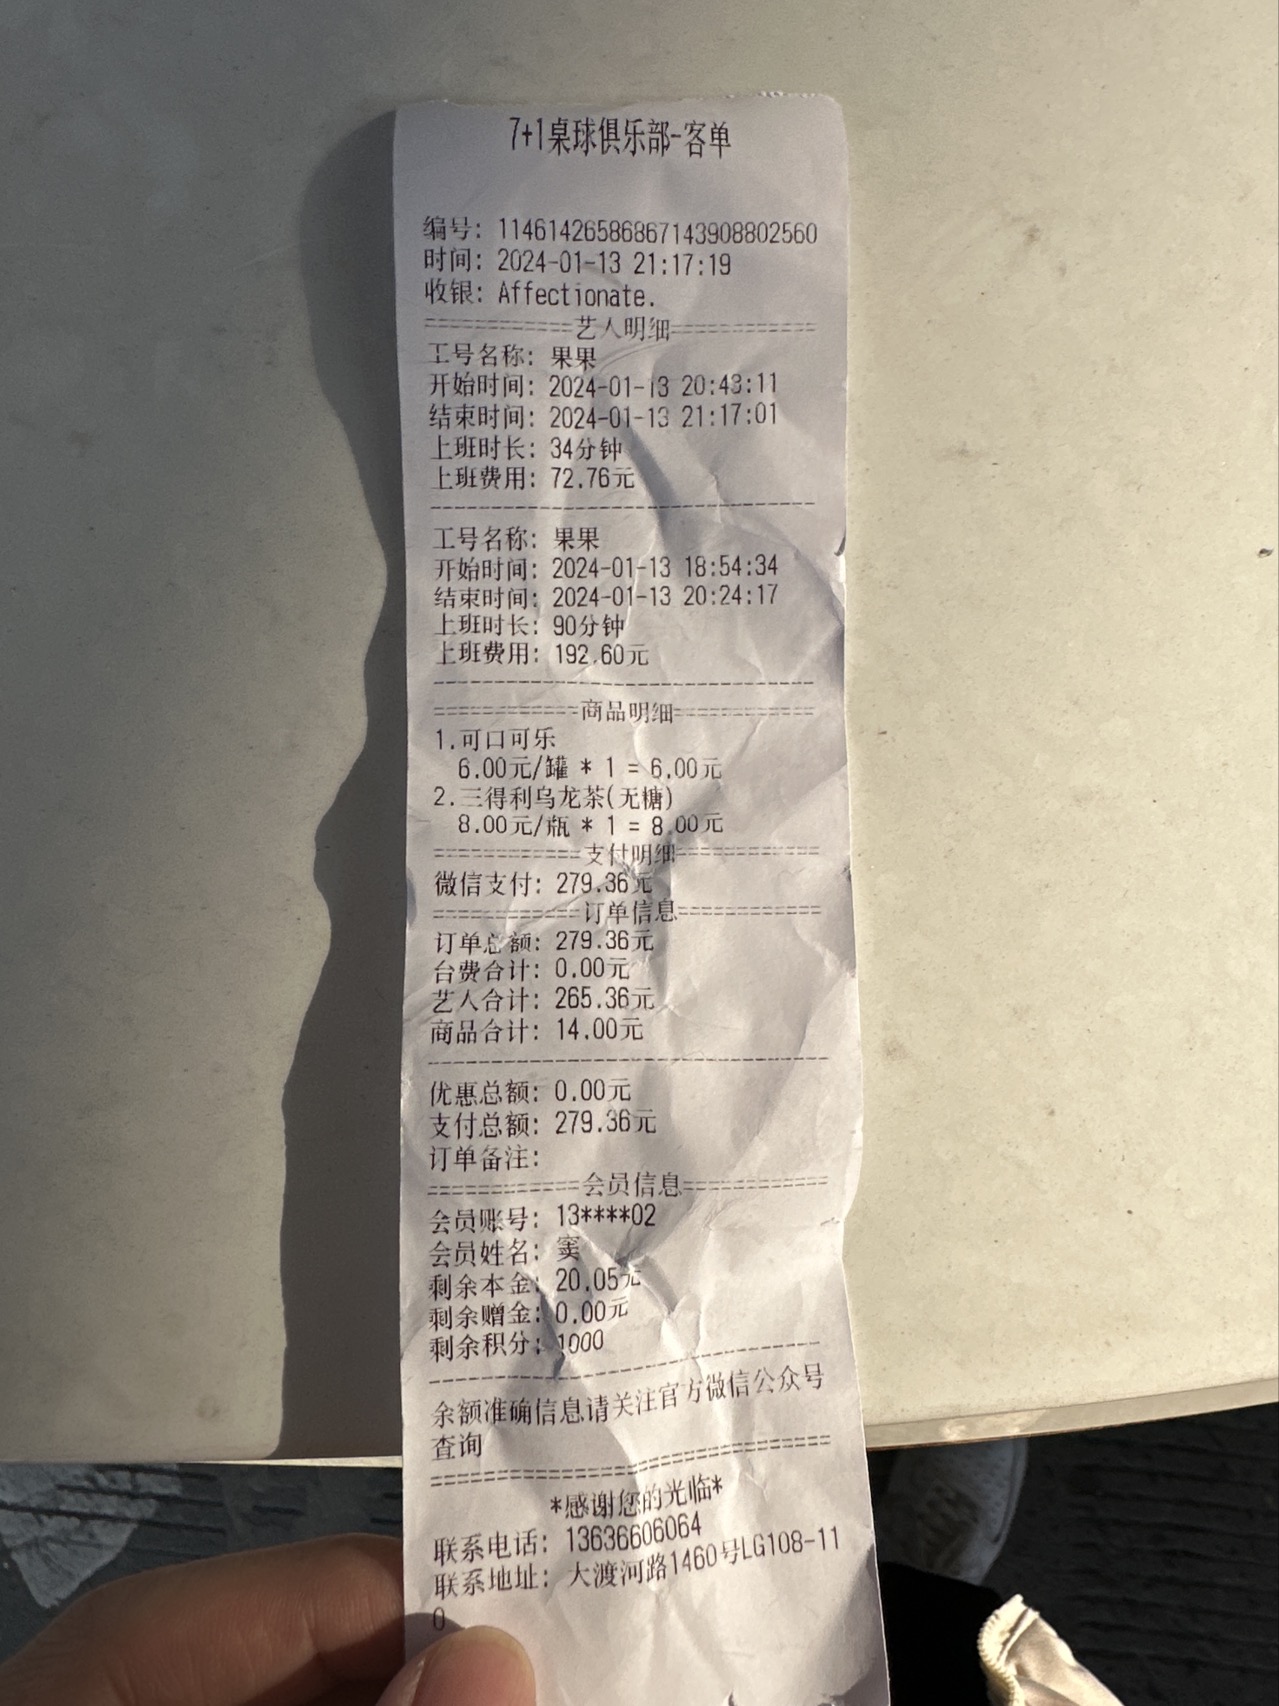 7+1桌球俱乐部-客单
编号: 1146142658686714390880​2560
时间: 2024-01-13 21:17:19
收银: Affectionate.
===========艺人明细===========
工号名称: 果果
开始时间: 2024-01-13 20:43:11
结束时间: 2024-01-13 21:17:01
上班时长: 34分钟
上班费用: 72.76元
--------------------------------
工号名称: 果果
开始时间: 2024-01-13 18:54:34
结束时间: 2024-01-13 20:24:17
上班时长: 90分钟
上班费用: 192.60元
--------------------------------
===========商品明细===========
1.可口可乐
6.00元/罐 * 1 = 6.00元
2.三得利乌龙茶(无糖)
8.00元/瓶 * 1 = 8.00元
===========支付明细===========
微信支付: 279.36元
===========订单信息===========
订单总额: 279.36元
台费合计: 0.00元
艺人合计: 265.36元
商品合计: 14.00元
--------------------------------
优惠总额: 0.00元
支付总额: 279.36元
订单备注:
===========会员信息===========
会员账号: 13****02
会员姓名: 窦
剩余本金: 20.05元
剩余赠金: 0.00元
剩余积分: 1000
--------------------------------
余额准确信息请关注官方微信公众号
查询
================================
*感谢您的光临*
联系电话: 13636606064
联系地址: 大渡河路1460号LG108-11
0